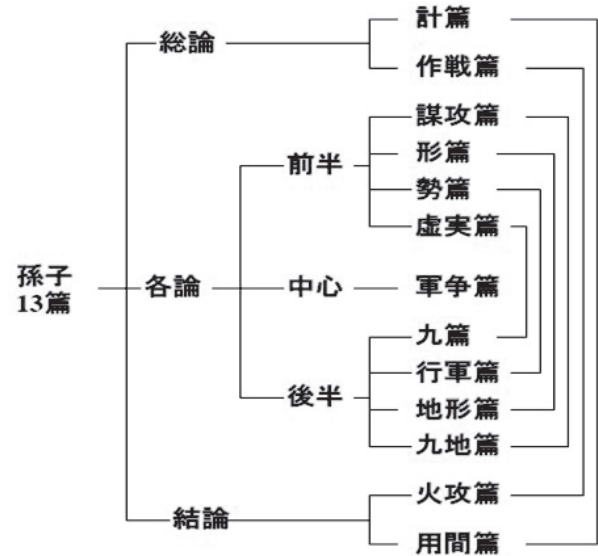 孫子
13篇
総論
計篇
作戦篇
各論
前半
謀攻篇
形篇
勢篇
虚実篇
中心
軍争篇
後半
九篇
行軍篇
地形篇
九地篇
結論
火攻篇
用間篇